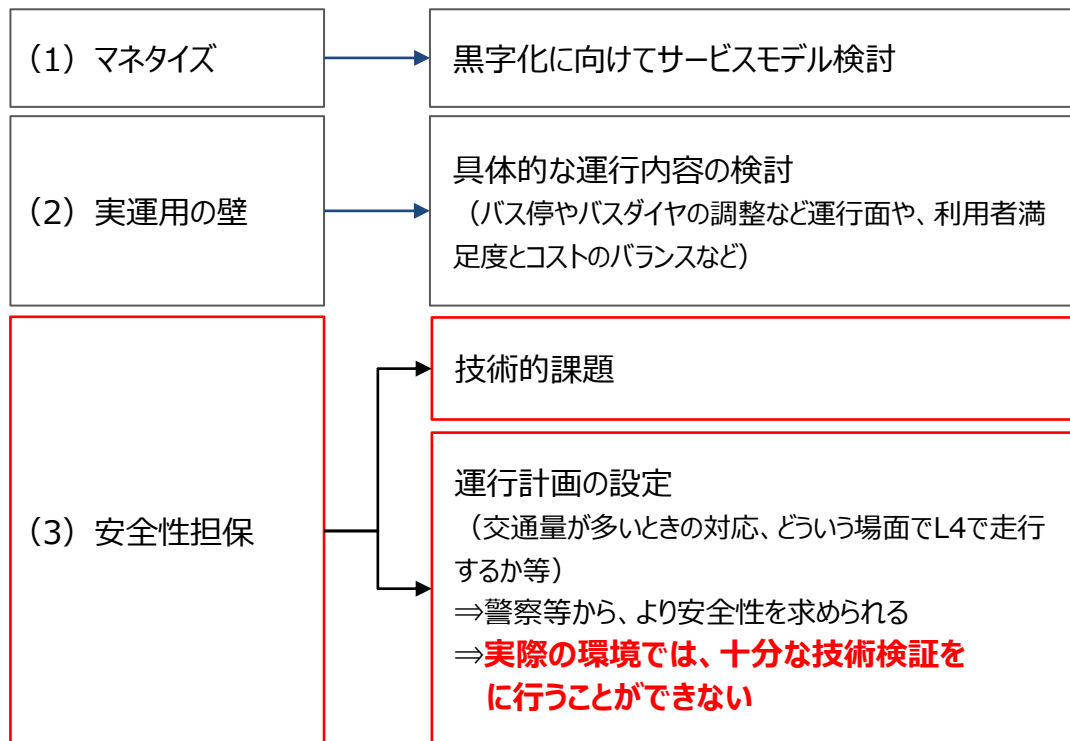 （1）マネタイズ
黒字化に向けてサービスモデル検討
（2）実運用の壁
具体的な運行内容の検討
（バス停やバスダイヤの調整など運行面や、利用者満
足度とコストのバランスなど）
（3）安全性担保
技術的課題
運行計画の設定
（交通量が多いときの対応、どういう場面でL4で走行
するか等）
⇒警察等から、より安全性を求められる
⇒実際の環境では、十分な技術検証を
に行うことができない